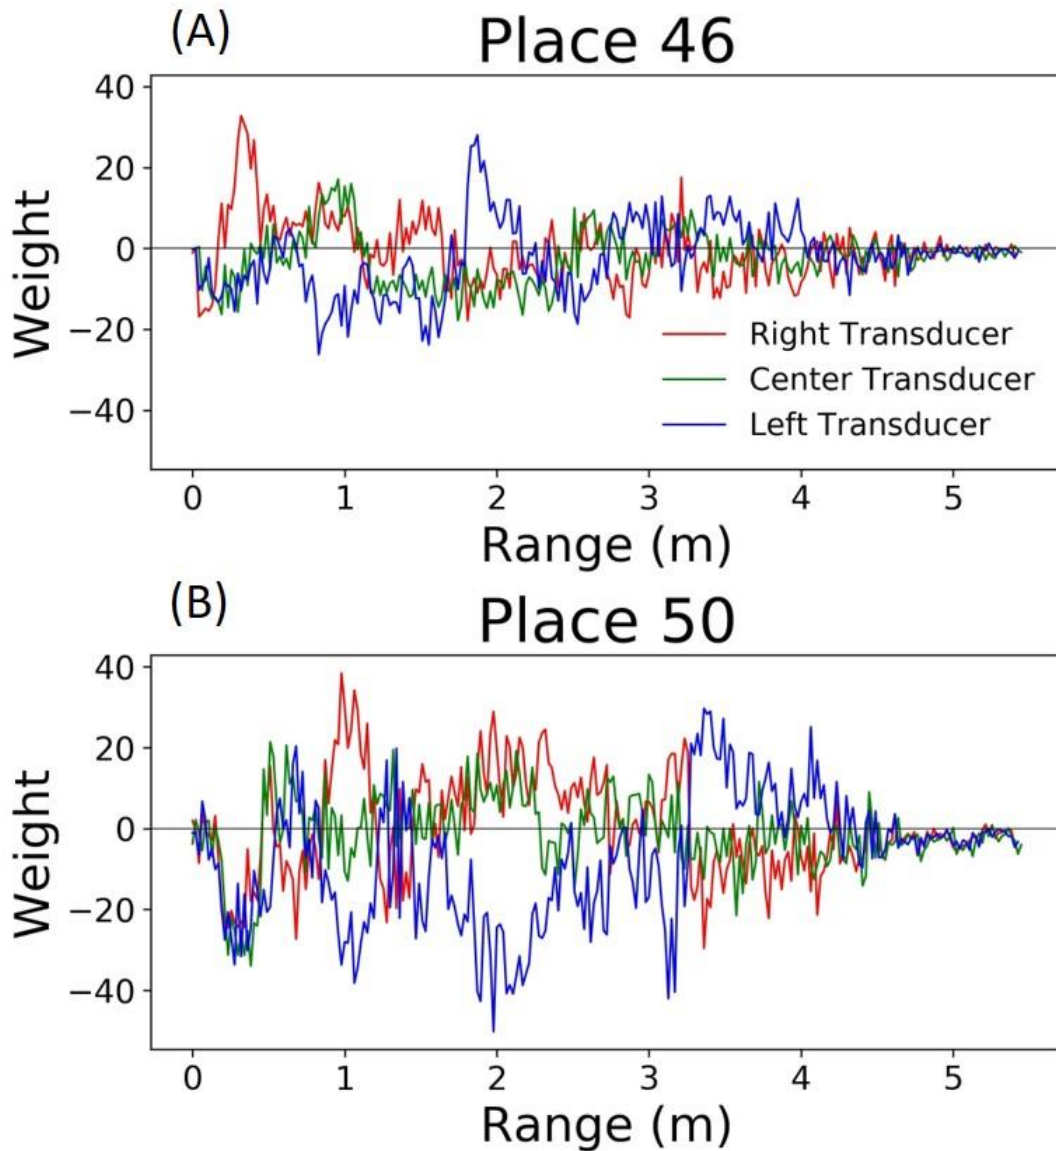 (A)
Place 46
Weight
40
20
0
−20
−40
Right Transducer
Center Transducer
Left Transducer
0 1 2 3 4 5
Range (m)
(B)
Place 50
Weight
40
20
0
−20
−40
0 1 2 3 4 5
Range (m)